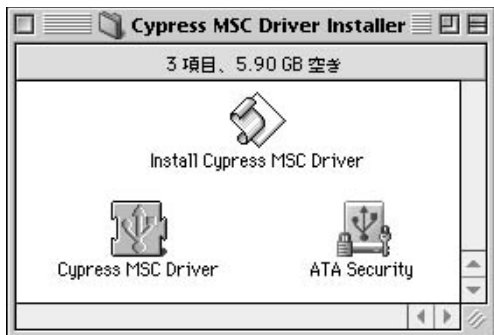 Cypress MSC Driver Installer
3 項目、5.90 GB 空き
Install Cypress MSC Driver
Cypress MSC Driver
ATA Security